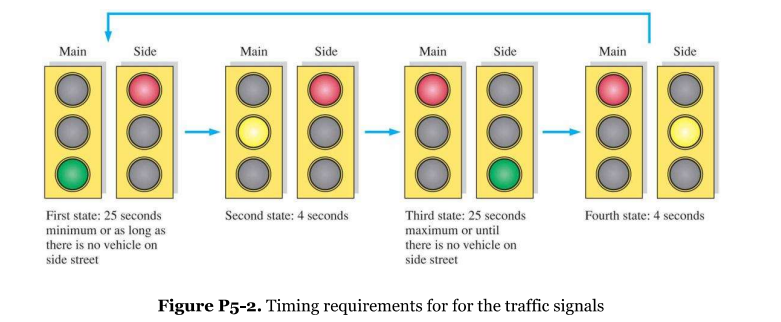 Main
Side
Main
Side
Main
Side
Main
Side
First state: 25 seconds
minimum or as long as
there is no vehicle on
side street
Second state: 4 seconds
Third state: 25 seconds
maximum or until
there is no vehicle on
side street
Fourth state: 4 seconds
Figure P5-2. Timing requirements for for the traffic signals